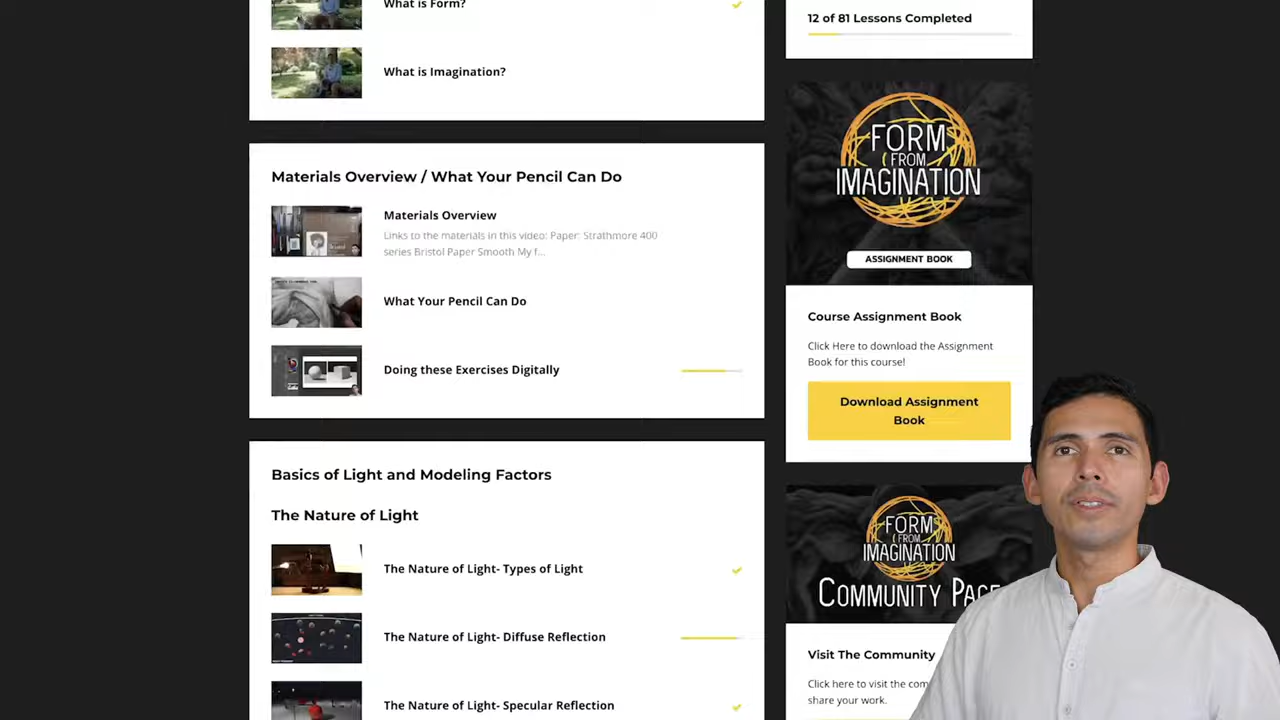 What is Form?
What is Imagination?
Materials Overview / What Your Pencil Can Do
Materials Overview
Links to the materials in this video: Paper: Strathmore 400
series Bristol Paper Smooth My f...
What Your Pencil Can Do
Doing these Exercises Digitally
Basics of Light and Modeling Factors
The Nature of Light
The Nature of Light- Types of Light
The Nature of Light- Diffuse Reflection
The Nature of Light- Specular Reflection
12 of 81 Lessons Completed
FORM
FROM
IMAGINATION
ASSIGNMENT BOOK
Course Assignment Book
Click Here to download the Assignment
Book for this course!
Download Assignment
Book
FORM
FROM
IMAGINATION
COMMUNITY PAGE
Visit The Community
Click here to visit the com
share your work.